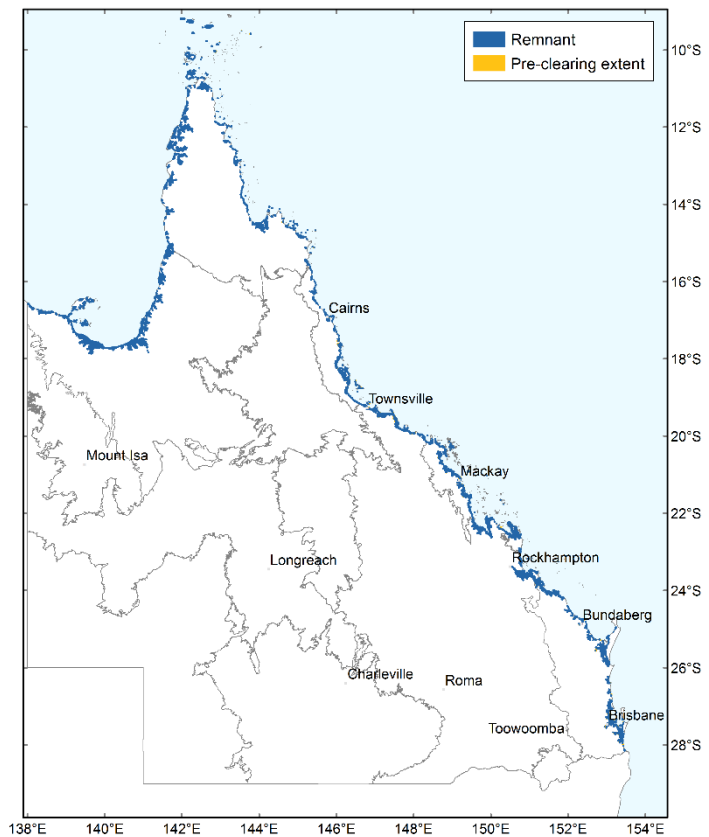 Remnant
Pre-clearing extent
10°S
12°S
14°S
16°S
Cairns
18°S
Townsville
20°S
Mount Isa
Mackay
22°S
Rockhampton
Longreach
24°S
Bundaberg
26°S
Charleville
Roma
Brisbane
Toowoomba
28°S
138°E 140°E 142°E 144°E 146°E 148°E 150°E 152°E 154°E